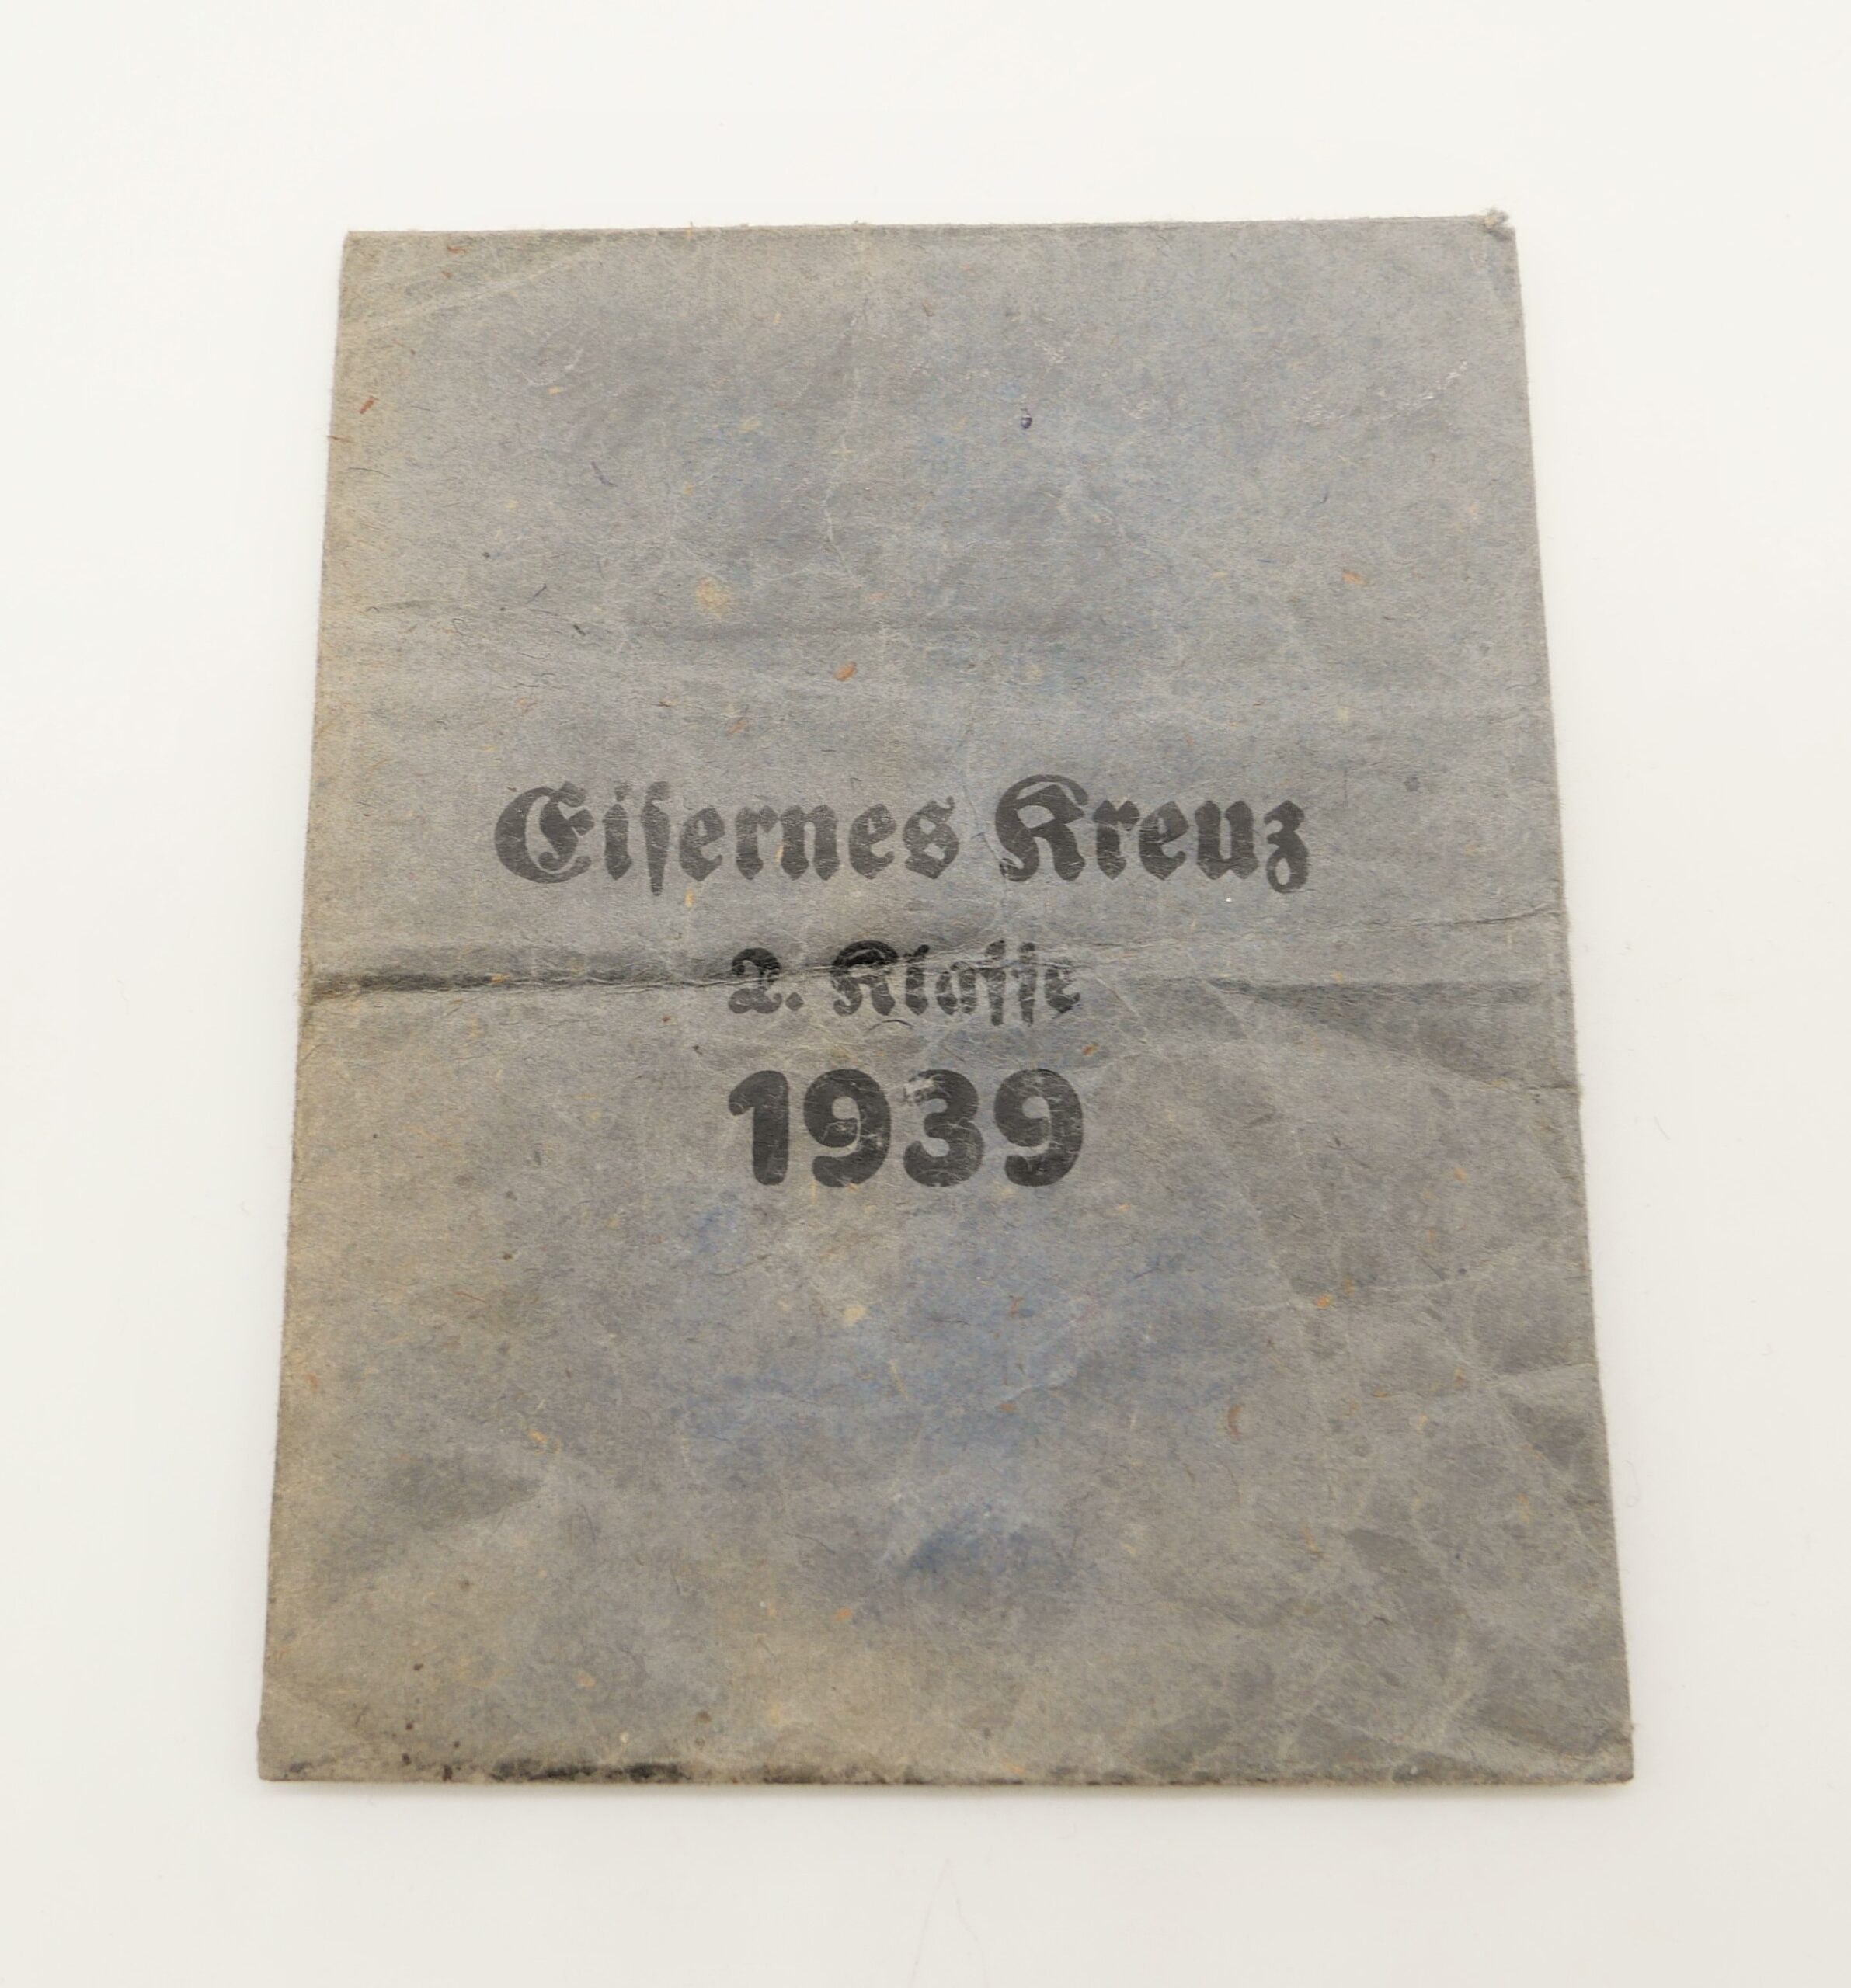 Eiſernes Kreuz
2. Klaſſe
1939